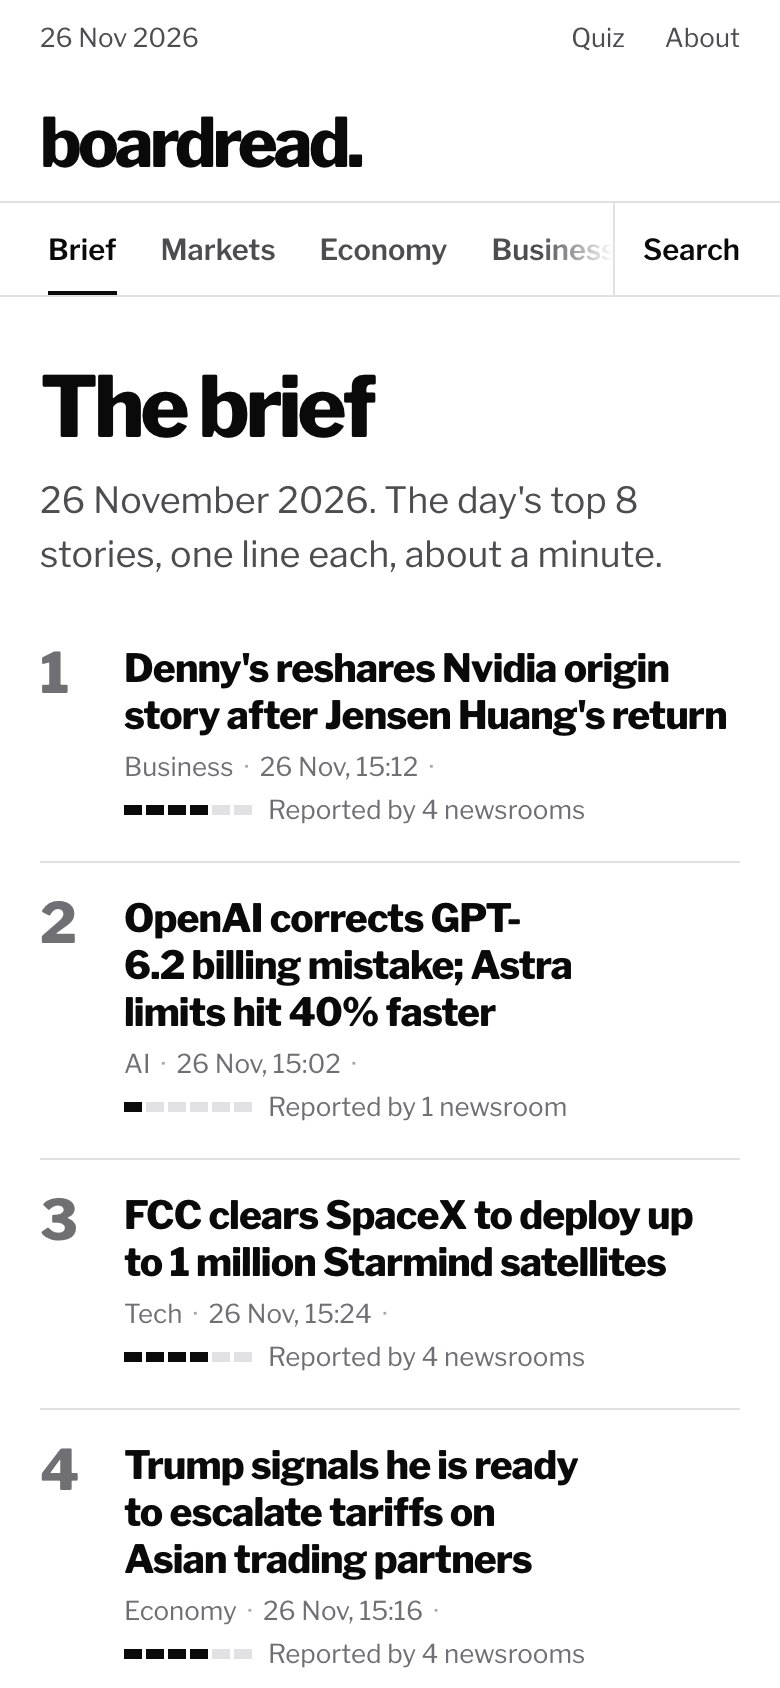 26 Nov 2026 Quiz About
boardread.
Brief Markets Economy Business Search
The brief
26 November 2026. The day's top 8
stories, one line each, about a minute.
1 Denny's reshares Nvidia origin
story after Jensen Huang's return
Business · 26 Nov, 15:12 ·
Reported by 4 newsrooms
2 OpenAI corrects GPT-
6.2 billing mistake; Astra
limits hit 40% faster
AI · 26 Nov, 15:02 ·
Reported by 1 newsroom
3 FCC clears SpaceX to deploy up
to 1 million Starmind satellites
Tech · 26 Nov, 15:24 ·
Reported by 4 newsrooms
4 Trump signals he is ready
to escalate tariffs on
Asian trading partners
Economy · 26 Nov, 15:16 ·
Reported by 4 newsrooms